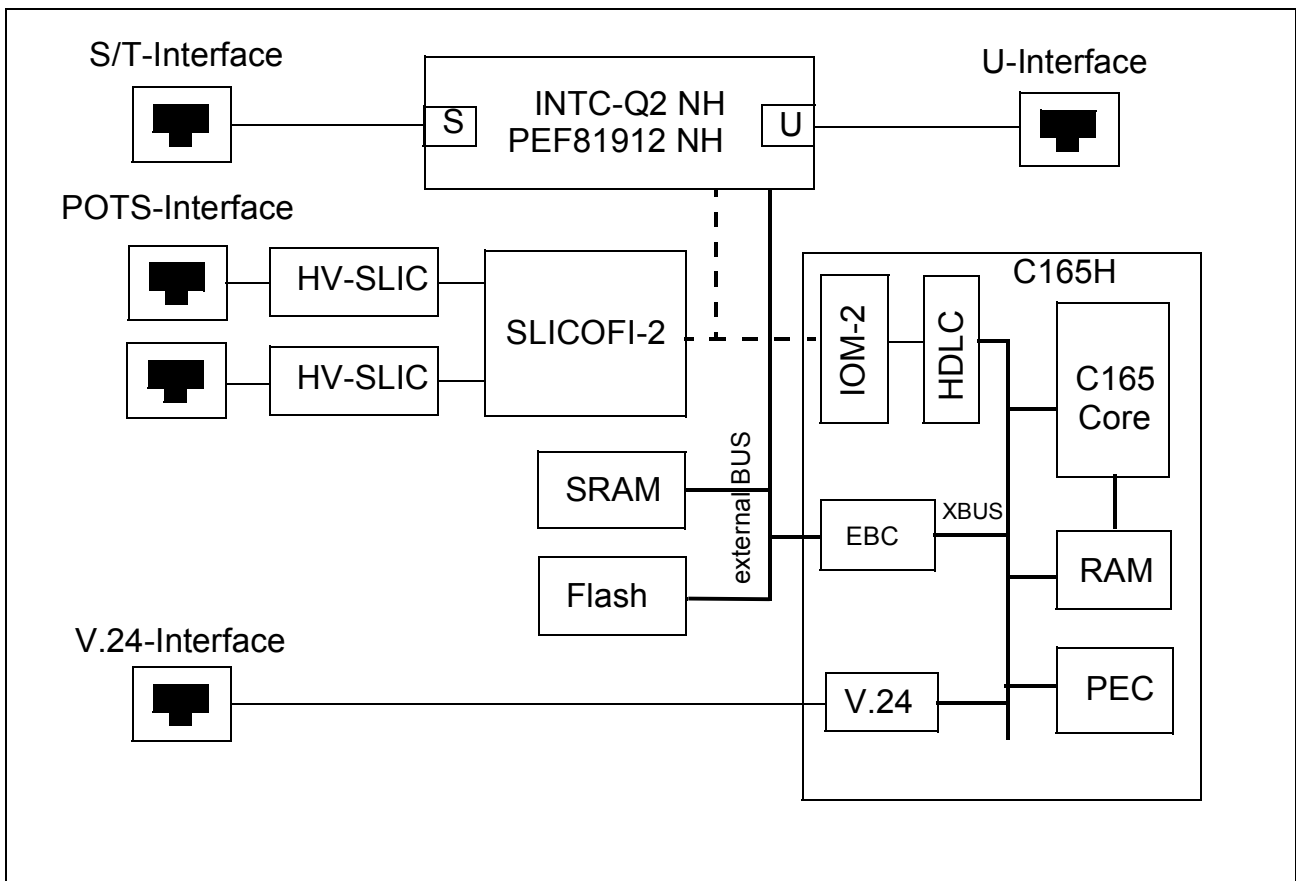 S/T-Interface
U-Interface
INTC-Q2 NH
PEF81912 NH
S
U
POTS-Interface
HV-SLIC
HV-SLIC
SLICOFI-2
C165H
IOM-2
HDLC
C165
Core
SRAM
external BUS
EBC
XBUS
RAM
Flash
V.24-Interface
V.24
PEC